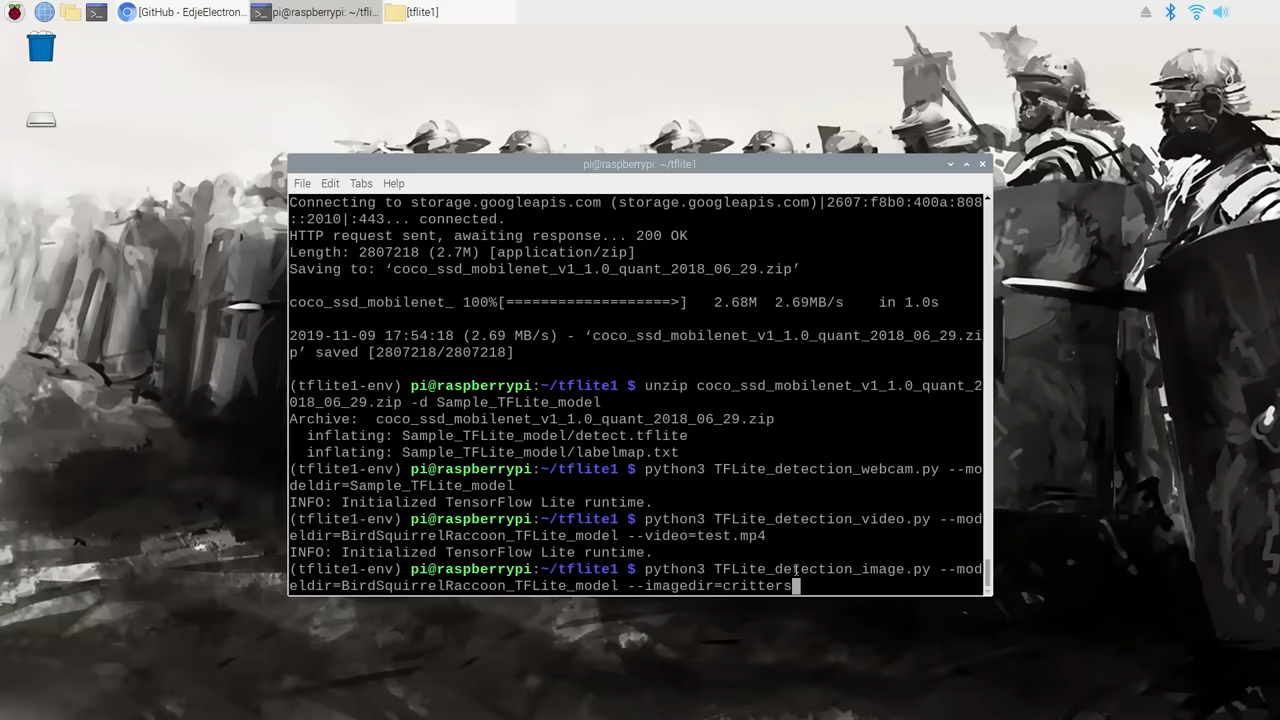 [GitHub - EdjeElectron... pi@raspberrypi: ~/tfli... [tflite1]
pi@raspberrypi: ~/tflite1
File Edit Tabs Help
Connecting to storage.googleapis.com (storage.googleapis.com)|2607:f8b0:400a:808
::2010|:443... connected.
HTTP request sent, awaiting response... 200 OK
Length: 2807218 (2.7M) [application/zip]
Saving to: ‘coco_ssd_mobilenet_v1_1.0_quant_2018_06_29.zip’
coco_ssd_mobilenet_ 100%[===================>] 2.68M 2.69MB/s in 1.0s
2019-11-09 17:54:18 (2.69 MB/s) - ‘coco_ssd_mobilenet_v1_1.0_quant_2018_06_29.zi
p’ saved [2807218/2807218]
(tflite1-env) pi@raspberrypi:~/tflite1 $ unzip coco_ssd_mobilenet_v1_1.0_quant_2
018_06_29.zip -d Sample_TFLite_model
Archive:  coco_ssd_mobilenet_v1_1.0_quant_2018_06_29.zip
inflating: Sample_TFLite_model/detect.tflite
inflating: Sample_TFLite_model/labelmap.txt
(tflite1-env) pi@raspberrypi:~/tflite1 $ python3 TFLite_detection_webcam.py --mo
deldir=Sample_TFLite_model
INFO: Initialized TensorFlow Lite runtime.
(tflite1-env) pi@raspberrypi:~/tflite1 $ python3 TFLite_detection_video.py --mod
eldir=BirdSquirrelRaccoon_TFLite_model --video=test.mp4
INFO: Initialized TensorFlow Lite runtime.
(tflite1-env) pi@raspberrypi:~/tflite1 $ python3 TFLite_detection_image.py --mod
eldir=BirdSquirrelRaccoon_TFLite_model --imagedir=critters